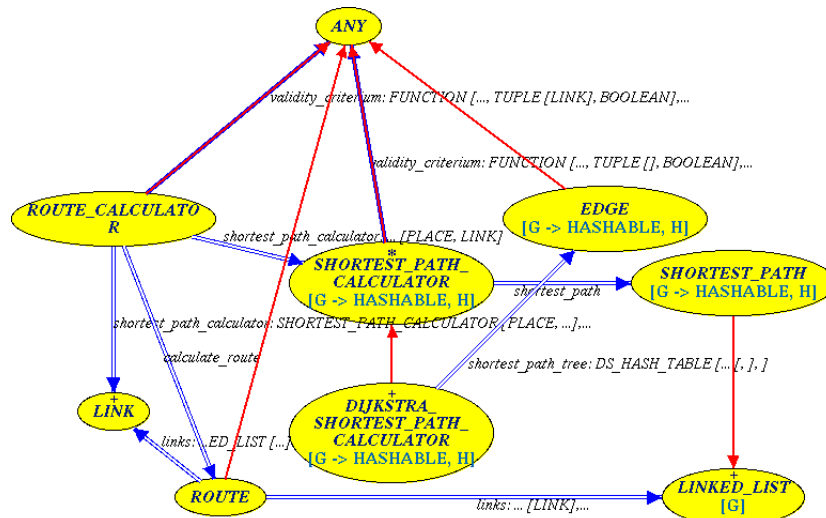 ANY
validity_criterium: FUNCTION [..., TUPLE [LINK], BOOLEAN],...
validity_criterium: FUNCTION [..., TUPLE [], BOOLEAN],...
ROUTE_CALCULATO
R
EDGE
[G -> HASHABLE, H]
shortest_path_calculator: ... [PLACE, LINK]
*
SHORTEST_PATH_
CALCULATOR
[G -> HASHABLE, H]
SHORTEST_PATH
[G -> HASHABLE, H]
shortest_path
shortest_path_calculator: SHORTEST_PATH_CALCULATOR [PLACE, ...],...
calculate_route
shortest_path_tree: DS_HASH_TABLE [... [, ], ]
+
LINK
+
DIJKSTRA_
SHORTEST_PATH_
CALCULATOR
[G -> HASHABLE, H]
links: ...ED_LIST [...]
ROUTE
links: ... [LINK],...
+
LINKED_LIST
[G]